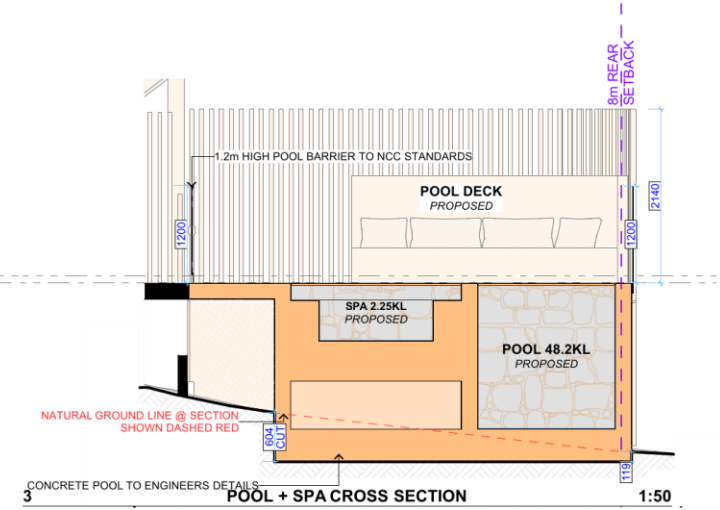 8m REAR
SETBACK
1.2m HIGH POOL BARRIER TO NCC STANDARDS
POOL DECK
PROPOSED
2140
1200
1200
SPA 2.25KL
PROPOSED
POOL 48.2KL
PROPOSED
NATURAL GROUND LINE @ SECTION
SHOWN DASHED RED
604
CUT
119
CONCRETE POOL TO ENGINEERS DETAILS
3
POOL + SPA CROSS SECTION
1:50